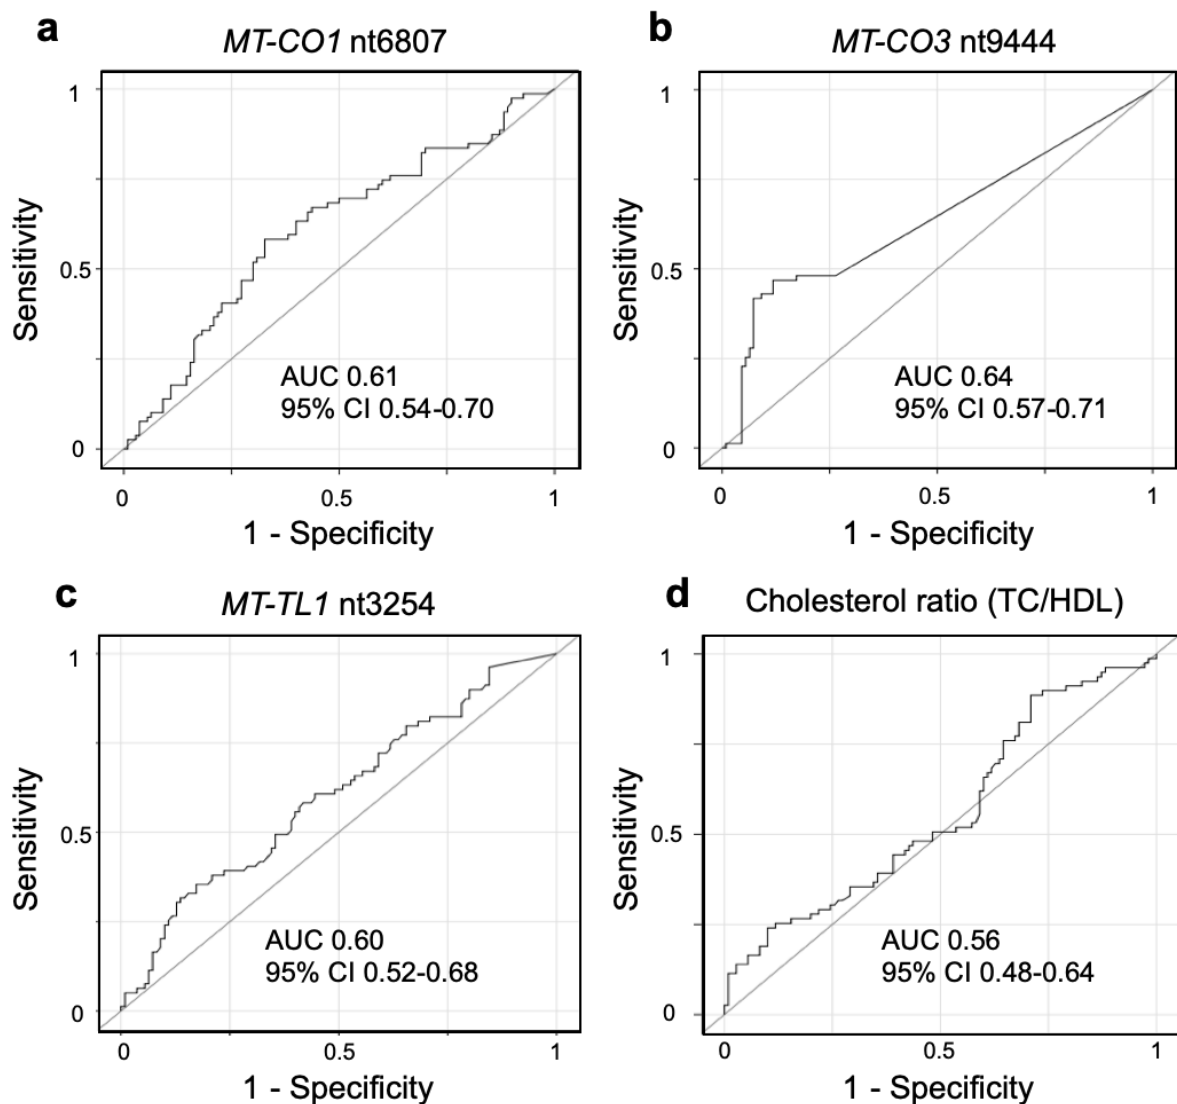 a
MT-CO1 nt6807
Sensitivity
1
0.5
0
AUC 0.61
95% CI 0.54-0.70
0 0.5 1
1 - Specificity
b
MT-CO3 nt9444
Sensitivity
1
0.5
0
AUC 0.64
95% CI 0.57-0.71
0 0.5 1
1 - Specificity
c
MT-TL1 nt3254
Sensitivity
1
0.5
0
AUC 0.60
95% CI 0.52-0.68
0 0.5 1
1 - Specificity
d
Cholesterol ratio (TC/HDL)
Sensitivity
1
0.5
0
AUC 0.56
95% CI 0.48-0.64
0 0.5 1
1 - Specificity